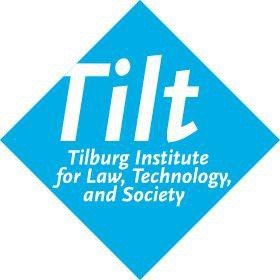 Tilt
Tilburg Institute
for Law, Technology,
and Society